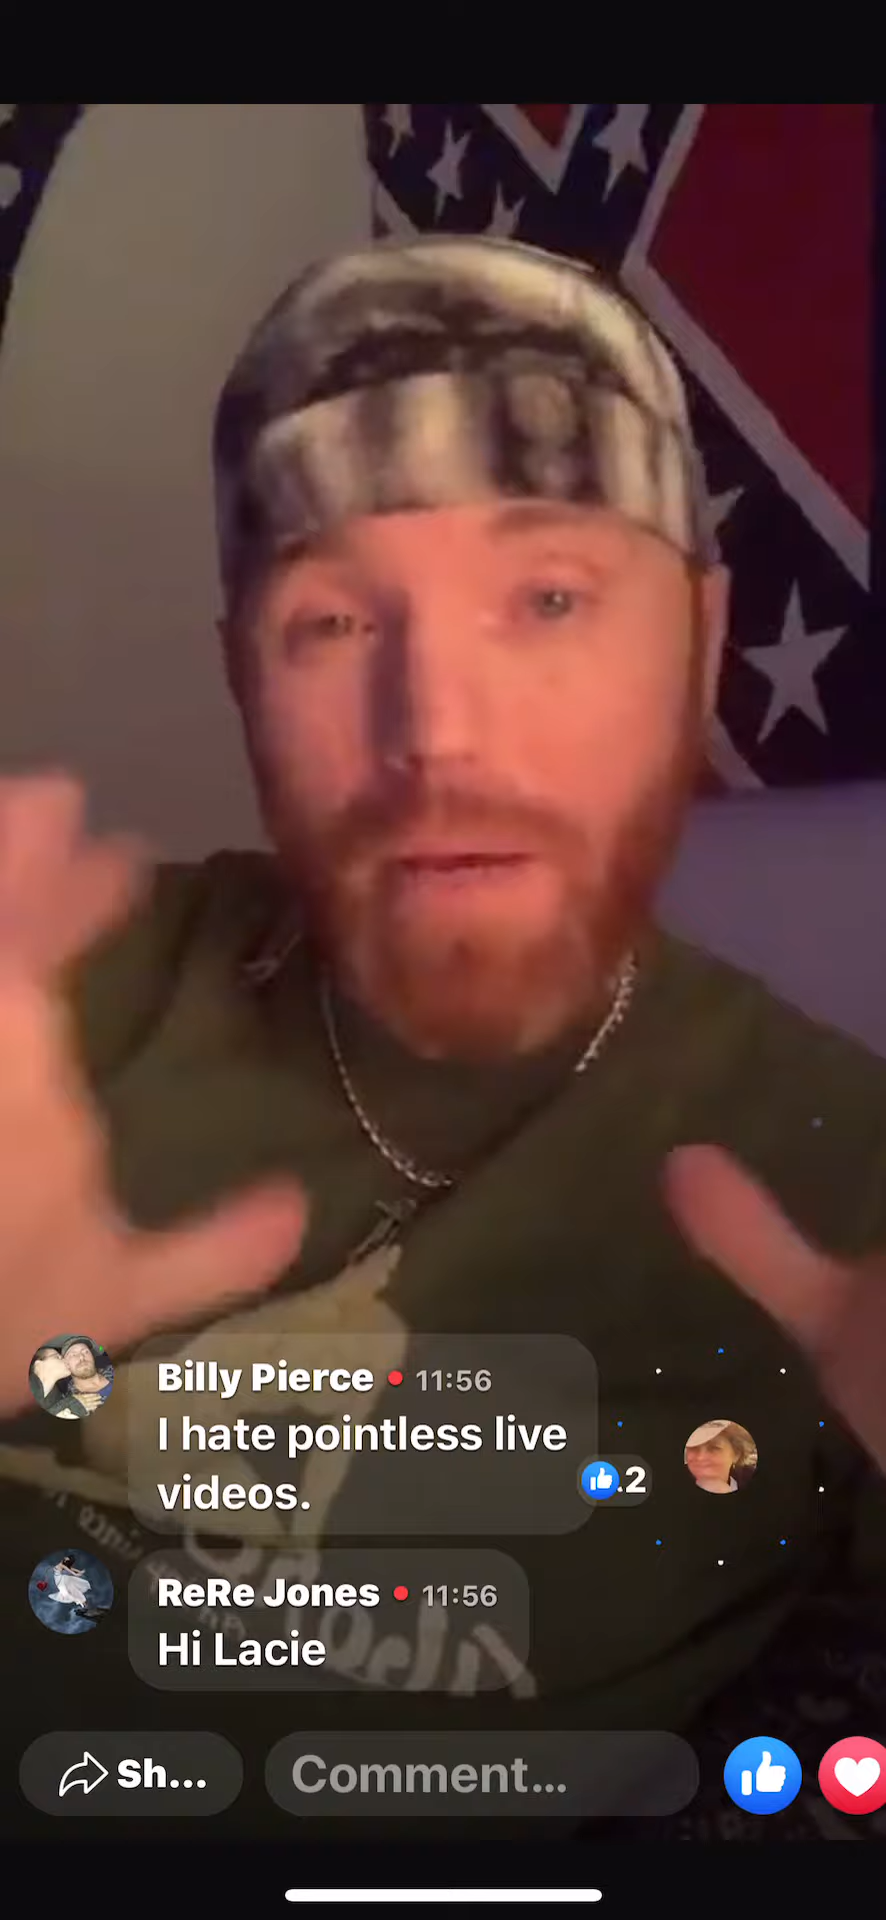 Billy Pierce 11:56
I hate pointless live
videos.
2
ReRe Jones 11:56
Hi Lacie
Sh...
Comment...